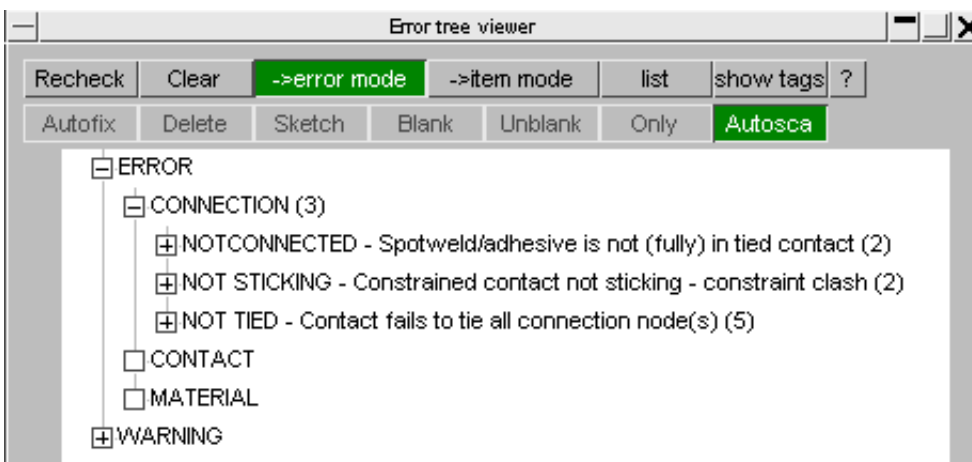 Error tree viewer
Recheck Clear ->error mode ->item mode list show tags ?
Autofix Delete Sketch Blank Unblank Only Autosca
ERROR
CONNECTION (3)
NOTCONNECTED - Spotweld/adhesive is not (fully) in tied contact (2)
NOT STICKING - Constrained contact not sticking - constraint clash (2)
NOT TIED - Contact fails to tie all connection node(s) (5)
CONTACT
MATERIAL
WARNING